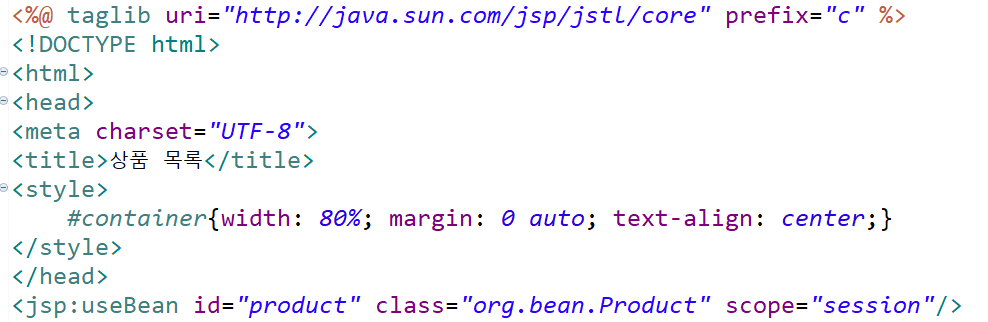 <%@ taglib uri="http://java.sun.com/jsp/jstl/core" prefix="c" %>
<!DOCTYPE html>
<html>
<head>
<meta charset="UTF-8">
<title>상품 목록</title>
<style>
    #container{width: 80%; margin: 0 auto; text-align: center;}
</style>
</head>
<jsp:useBean id="product" class="org.bean.Product" scope="session"/>